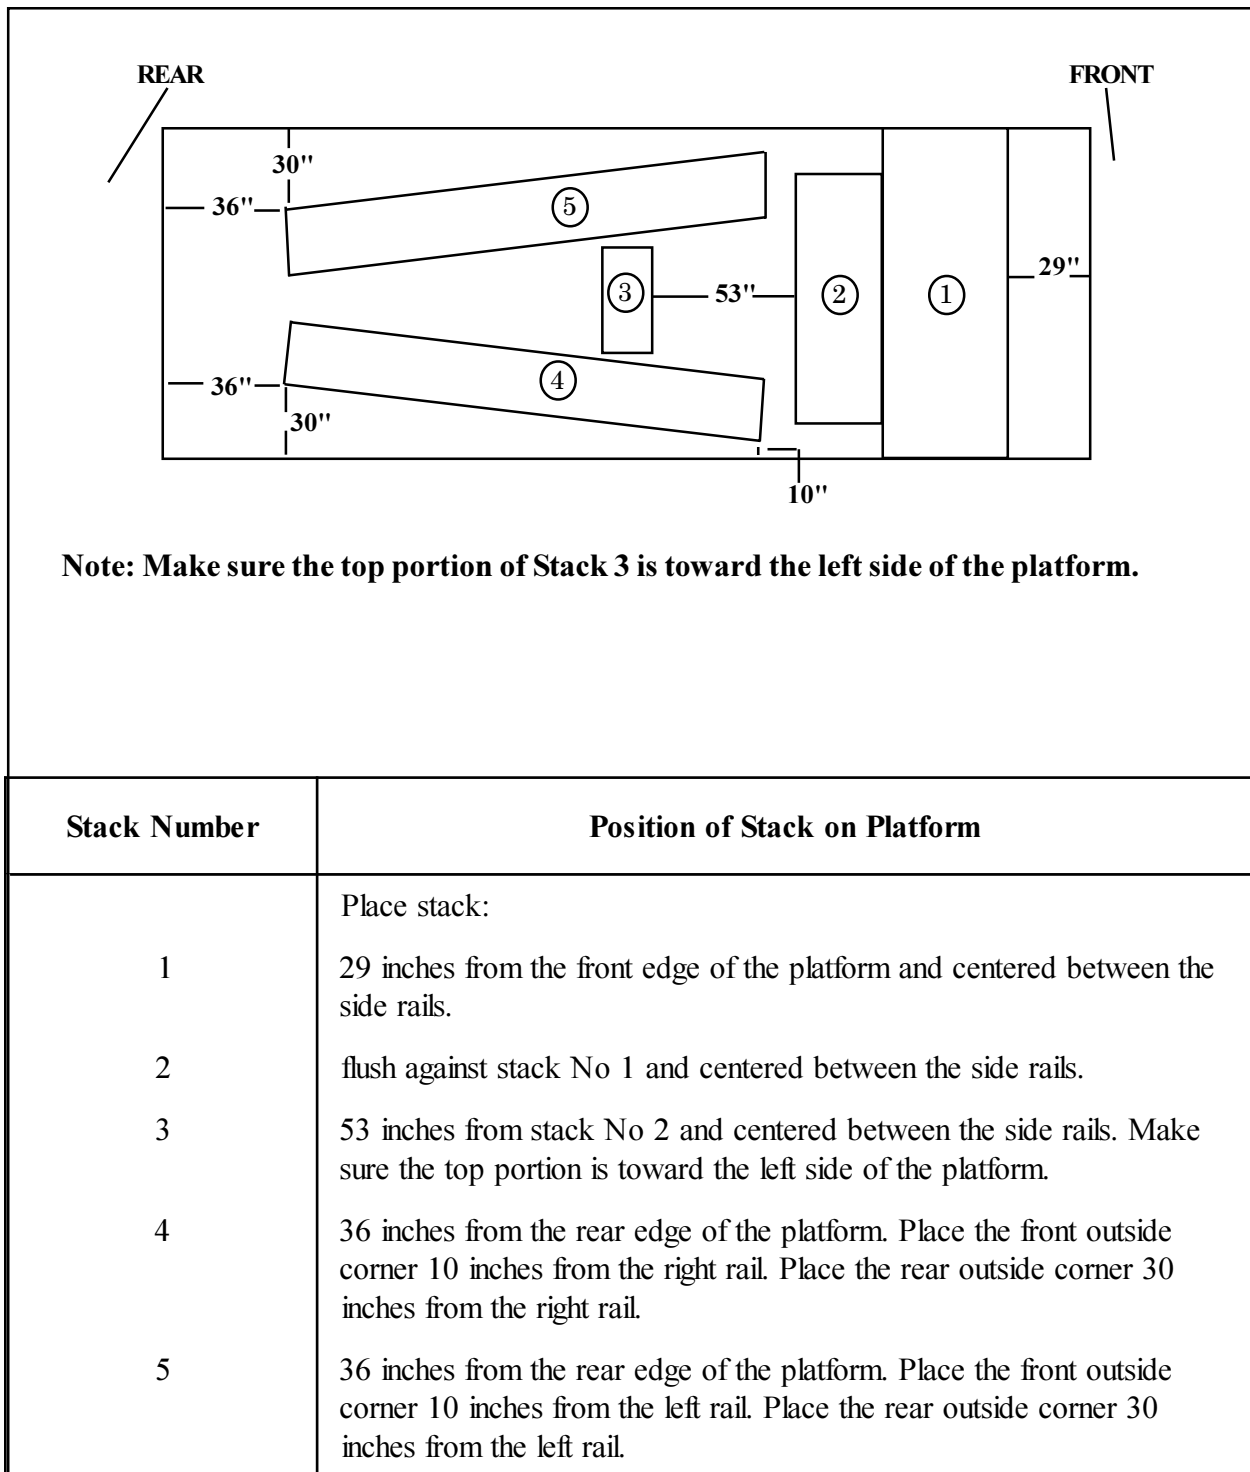 REAR
FRONT
30"
36"
5
3
53"
2
1
29"
36"
4
30"
10"
Note: Make sure the top portion of Stack 3 is toward the left side of the platform.
Stack Number
Position of Stack on Platform
Place stack:
1
29 inches from the front edge of the platform and centered between the
side rails.
2
flush against stack No 1 and centered between the side rails.
3
53 inches from stack No 2 and centered between the side rails. Make
sure the top portion is toward the left side of the platform.
4
36 inches from the rear edge of the platform. Place the front outside
corner 10 inches from the right rail. Place the rear outside corner 30
inches from the right rail.
5
36 inches from the rear edge of the platform. Place the front outside
corner 10 inches from the left rail. Place the rear outside corner 30
inches from the left rail.